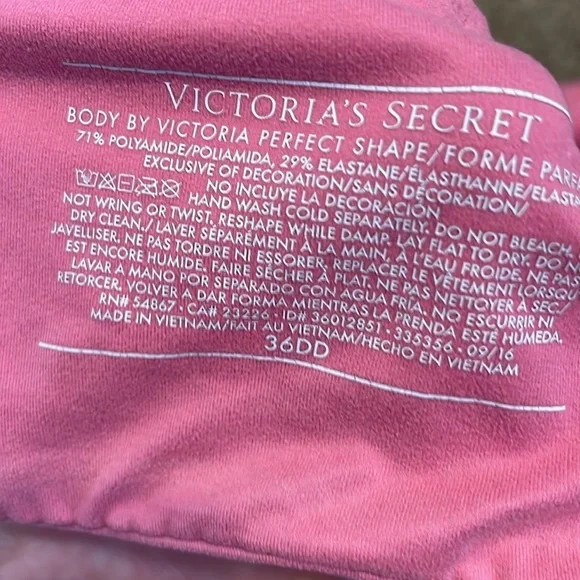 VICTORIA'S SECRET
BODY BY VICTORIA PERFECT SHAPE/FORME
71% POLYAMIDE/POLIAMIDA, 29% ELASTANE/ÉLASTHANNE/
EXCLUSIVE OF DECORATION/SANS DÉCORATION/
NO INCLUYE LA DECORACIÓN
HAND WASH COLD SEPARATELY. DO NOT BLEACH.
NOT WRING OR TWIST. RESHAPE WHILE DAMP. LAY FLAT TO DRY. DO
DRY CLEAN./LAVER SÉPARÉMENT À LA MAIN, À L'EAU FROIDE. NE PAS
JAVELLISER. NE PAS TORDRE NI ESSORER. REPLACER LE VÊTEMENT
EST ENCORE HUMIDE. FAIRE SÉCHER À PLAT. NE PAS NETTOYER À SEC/
LAVAR A MANO POR SEPARADO CON AGUA FRÍA. NO ESCURRIR NI
RETORCER. VOLVER A DAR FORMA MIENTRAS LA PRENDA ESTÉ HÚMEDA.
RN# 54867 · CA# 23226 · ID# 36012851 · 335356 · 09/16
MADE IN VIETNAM/FAIT AU VIETNAM/HECHO EN VIETNAM
36DD